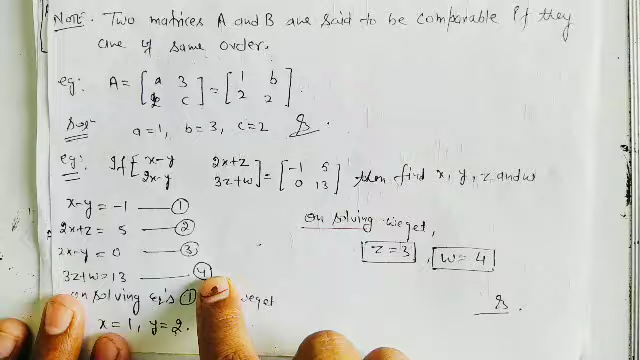 NOTE: Two matrices A and B are said to be comparable if they
are of same order.
eg: A = [a 3 = [1 b
2 c] 2 2].
Sol:- a=1, b=3, c=2
eg: If [x-y 2x+z = [-1 5 then find x, y, z and w
2x-y 3z+w] 0 13]
x-y = -1 —— ①
2x+z = 5 —— ②
2x-y = 0 —— ③
3z+w = 13 —— ④
on solving eq's ① we get
x=1, y=2.
on solving we get,
z=3, w=4